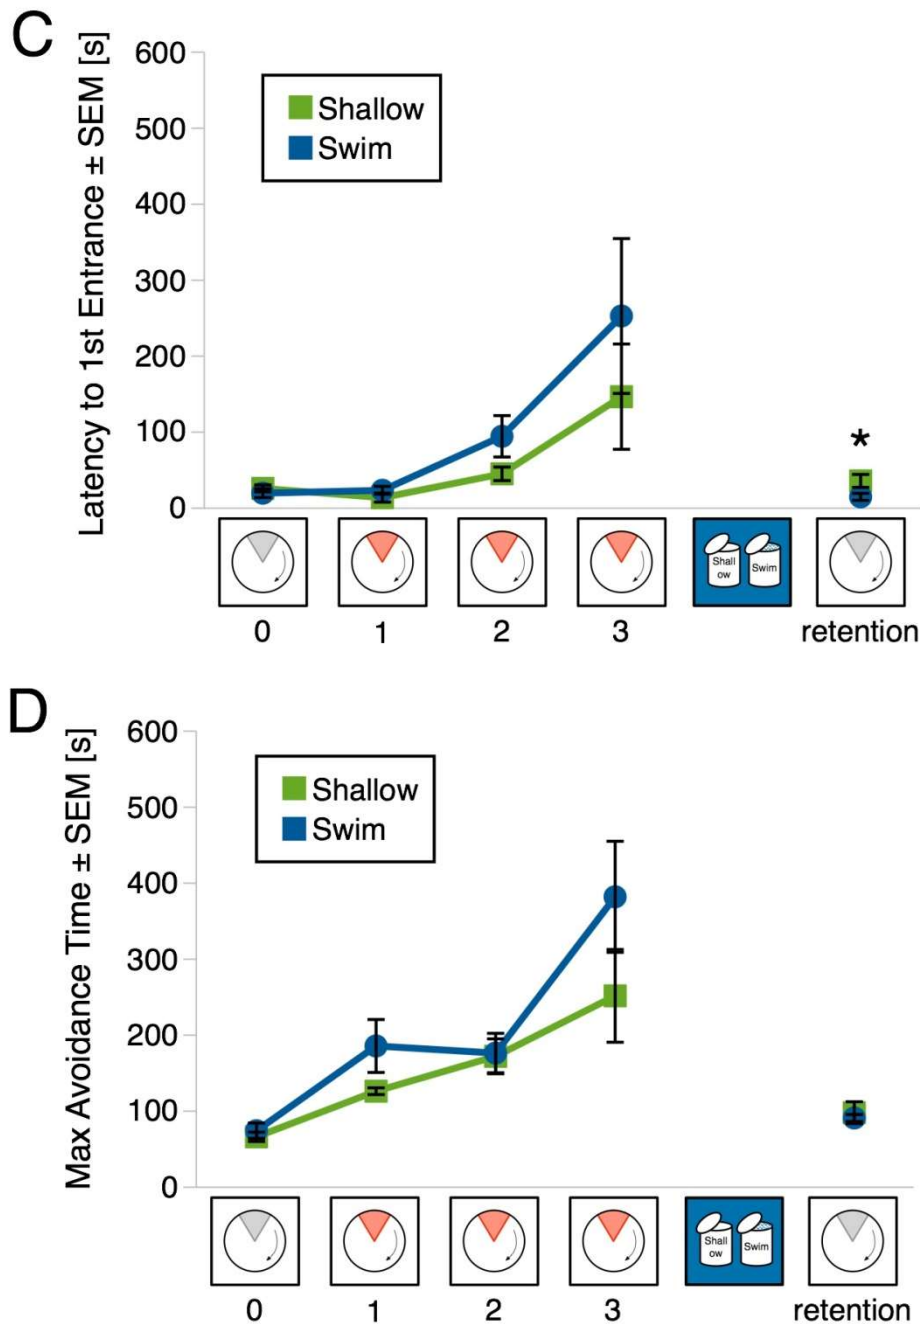 C
Latency to 1st Entrance ± SEM [s]
600
500
400
300
200
100
0
Shallow
Swim
*
Shall
ow
Swim
0 1 2 3 retention
D
Max Avoidance Time ± SEM [s]
600
500
400
300
200
100
0
Shallow
Swim
Shall
ow
Swim
0 1 2 3 retention